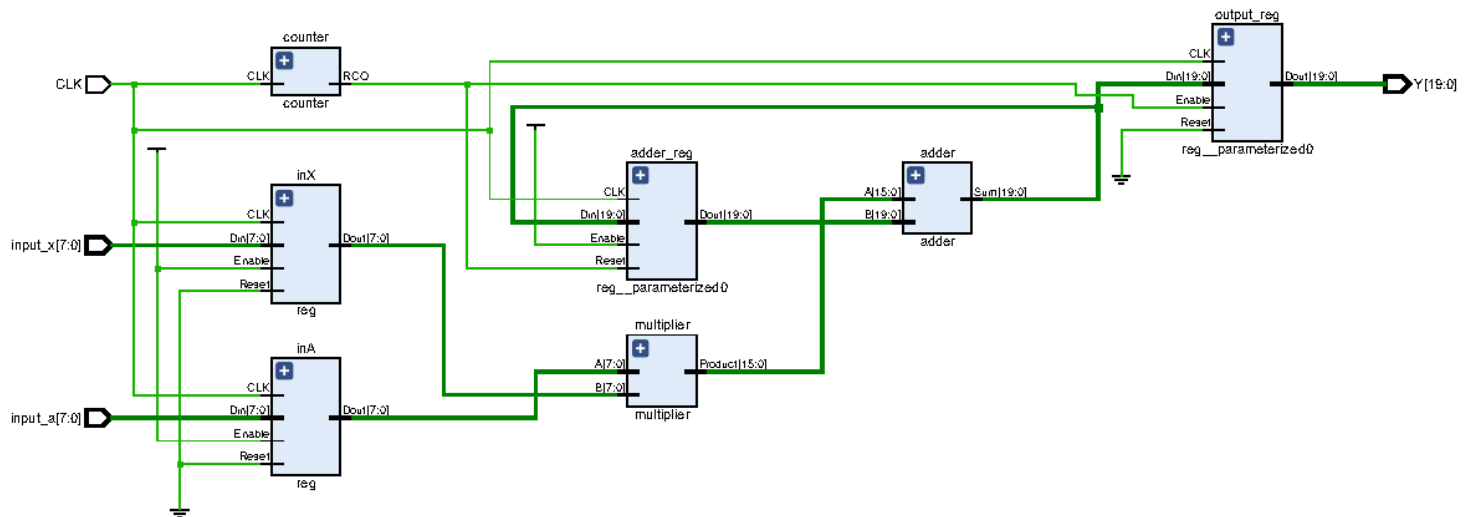 output_reg
CLK
Din[19:0]
Dout[19:0]
Enable
Reset
reg__parameterized0
Y[19:0]
counter
CLK
CLK
RCO
counter
adder_reg
CLK
Din[19:0]
Dout[19:0]
Enable
Reset
reg__parameterized0
adder
A[15:0]
Sum[19:0]
B[19:0]
adder
inX
CLK
input_x[7:0]
Din[7:0]
Dout[7:0]
Enable
Reset
reg
multiplier
A[7:0]
Product[15:0]
B[7:0]
multiplier
inA
CLK
input_a[7:0]
Din[7:0]
Dout[7:0]
Enable
Reset
reg